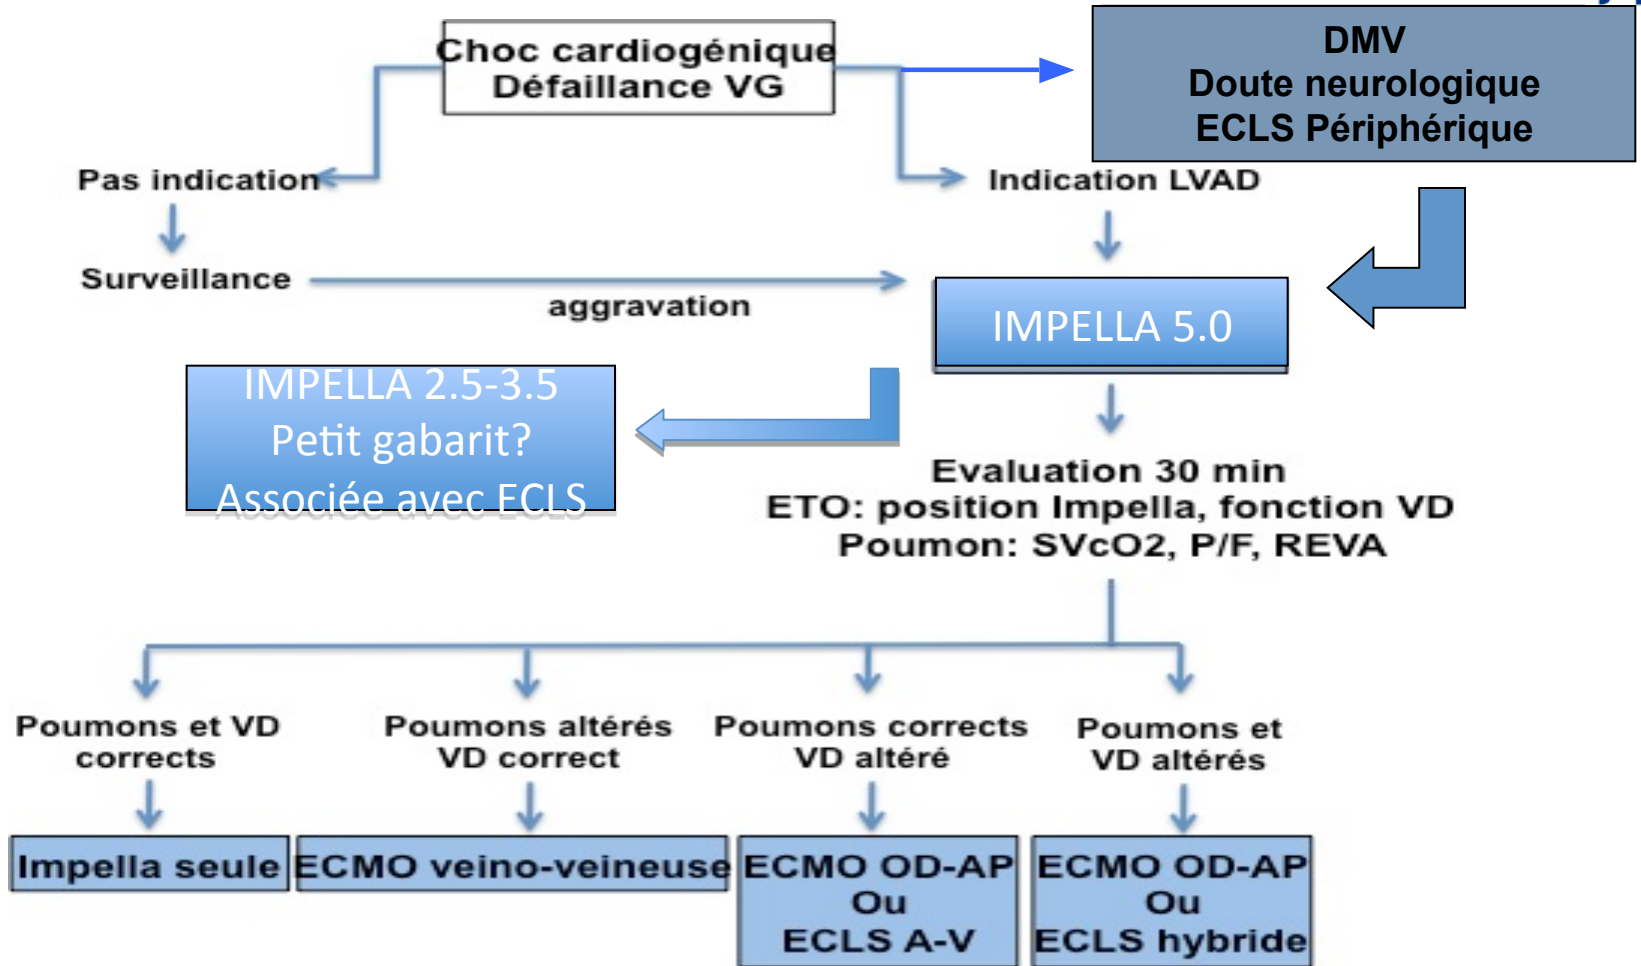 Choc cardiogénique
Défaillance VG
DMV
Doute neurologique
ECLS Périphérique
Pas indication
Indication LVAD
Surveillance
aggravation
IMPELLA 5.0
IMPELLA 2.5-3.5
Petit gabarit?
Associée avec ECLS
Evaluation 30 min
ETO: position Impella, fonction VD
Poumon: SVcO2, P/F, REVA
Poumons et VD
corrects
Poumons altérés
VD correct
Poumons corrects
VD altéré
Poumons et
VD altérés
Impella seule
ECMO veino-veineuse
ECMO OD-AP
Ou
ECLS A-V
ECMO OD-AP
Ou
ECLS hybride